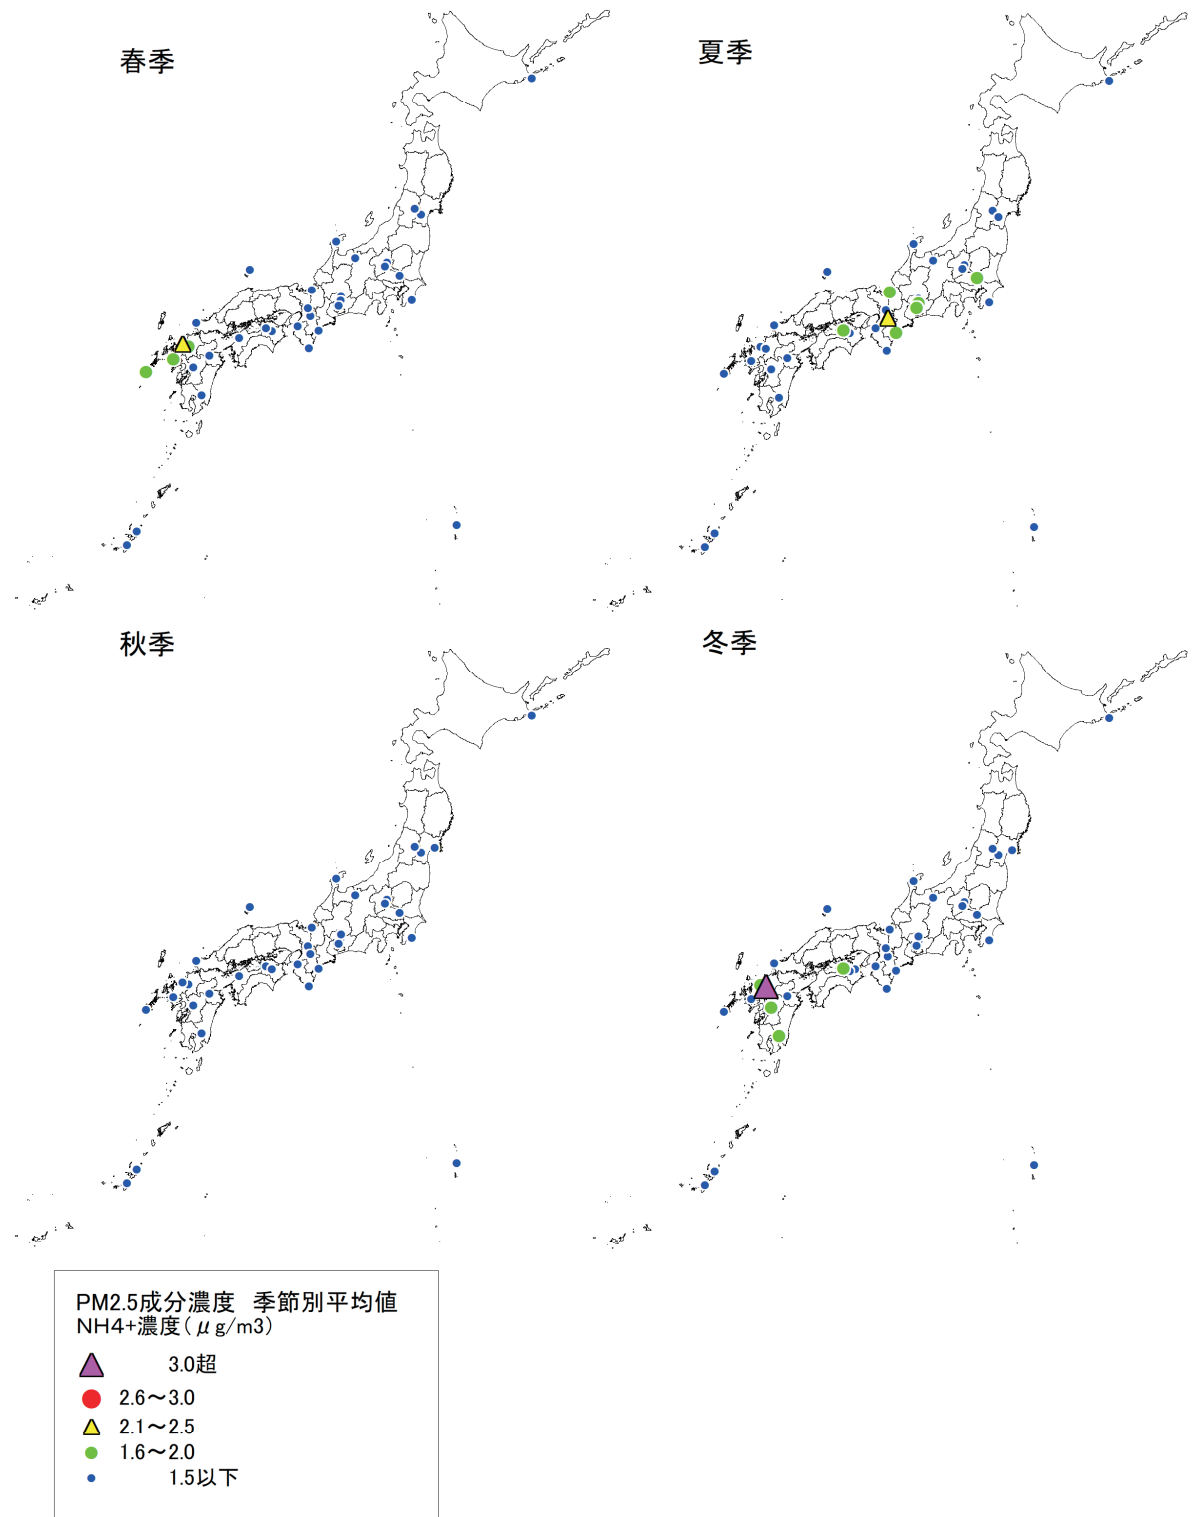 春季
夏季
秋季
冬季
PM2.5成分濃度　季節別平均値
NH4+濃度(μg/m3)
3.0超
2.6～3.0
2.1～2.5
1.6～2.0
1.5以下